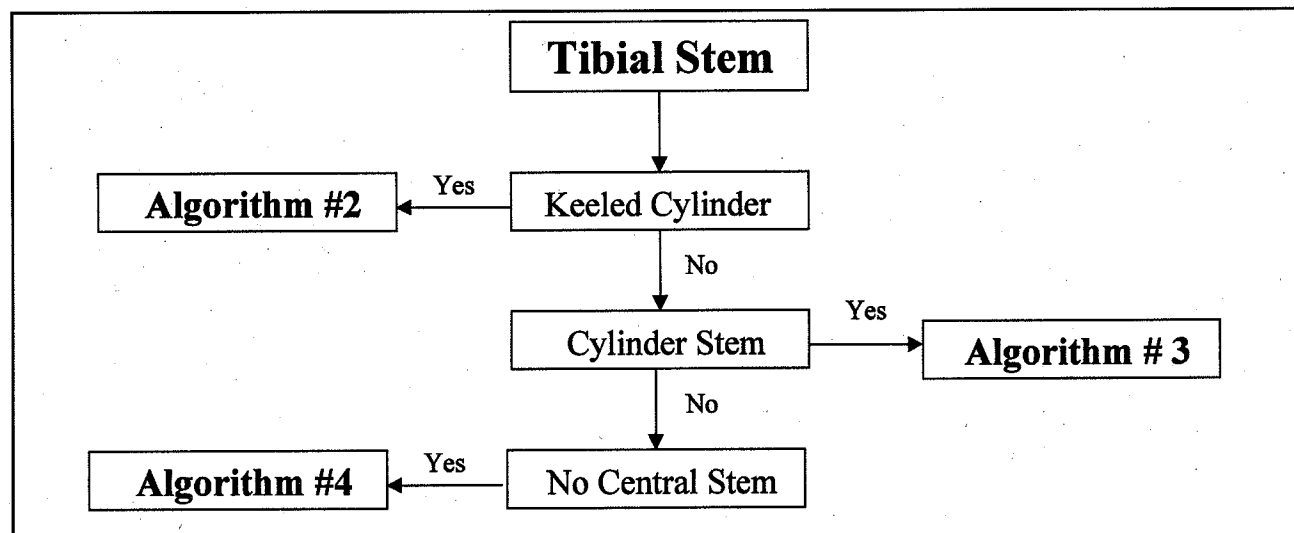 Tibial Stem
Yes
Algorithm #2
Keeled Cylinder
No
Yes
Cylinder Stem
Algorithm # 3
No
Yes
Algorithm #4
No Central Stem